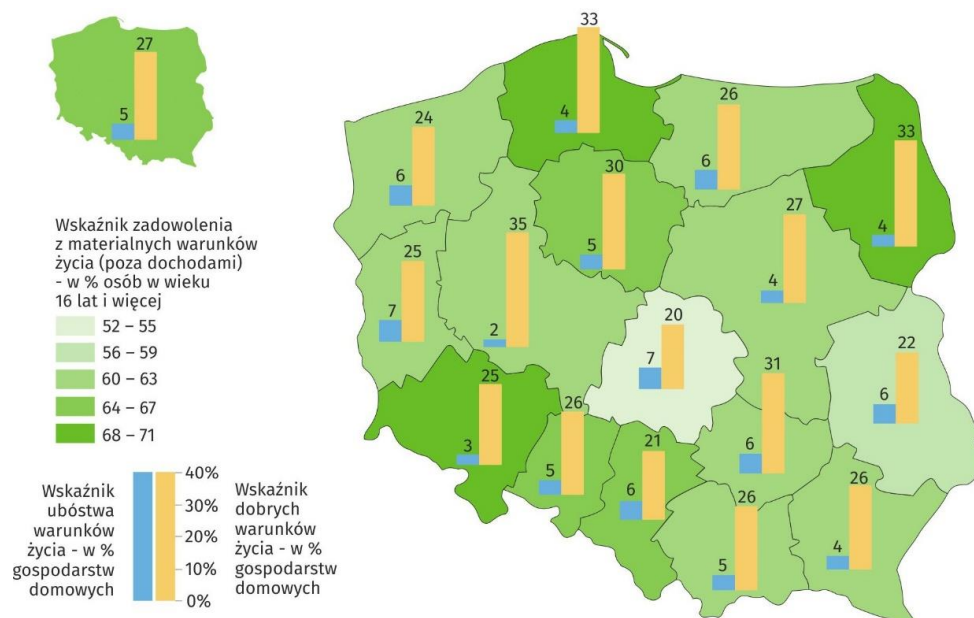 27
5
Wskaźnik zadowolenia
z materialnych warunków
życia (poza dochodami)
- w % osób w wieku
16 lat i więcej
52 – 55
56 – 59
60 – 63
64 – 67
68 – 71
Wskaźnik
ubóstwa
warunków
życia - w %
gospodarstw
domowych
40%
30%
20%
10%
0%
Wskaźnik
dobrych
warunków
życia - w %
gospodarstw
domowych
33
4
24
6
26
6
33
4
30
5
35
2
25
7
27
4
20
7
22
6
25
3
26
5
21
6
31
6
26
5
26
4